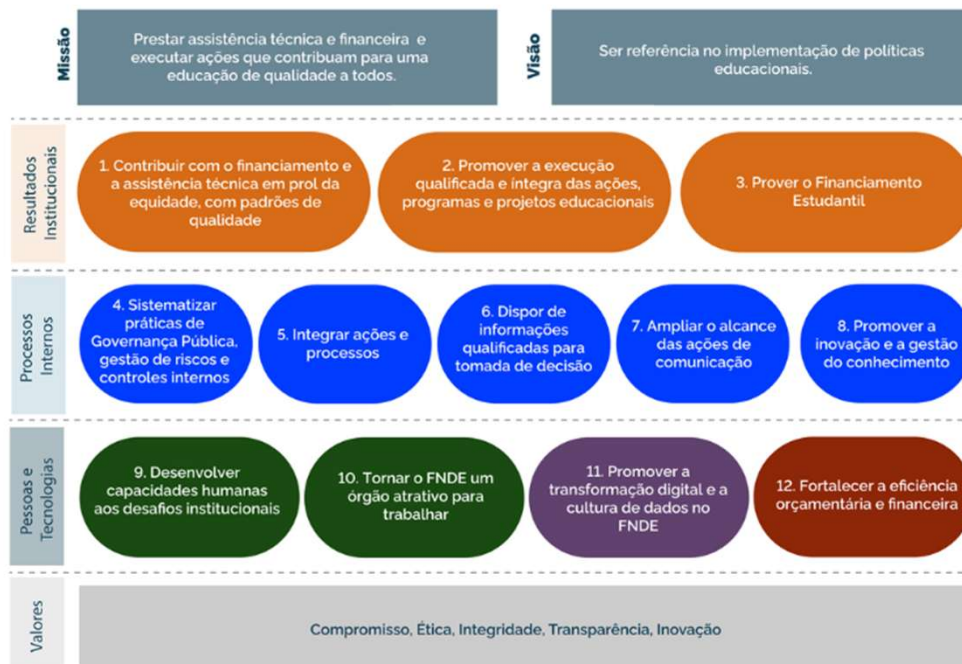 Missão
Prestar assistência técnica e financeira e
executar ações que contribuam para uma
educação de qualidade a todos.
Visão
Ser referência no implementação de políticas
educacionais.
Resultados
Institucionais
1. Contribuir com o financiamento e
a assistência técnica em prol da
equidade, com padrões de
qualidade
2. Promover a execução
qualificada e íntegra das ações,
programas e projetos educacionais
3. Prover o Financiamento
Estudantil
Processos
Internos
4. Sistematizar
práticas de
Governança Pública,
gestão de riscos e
controles internos
5. Integrar ações e
processos
6. Dispor de
informações
qualificadas para
tomada de decisão
7. Ampliar o alcance
das ações de
comunicação
8. Promover a
inovação e a gestão
do conhecimento
Pessoas e
Tecnologias
9. Desenvolver
capacidades humanas
aos desafios institucionais
10. Tornar o FNDE um
órgão atrativo para
trabalhar
11. Promover a
transformação digital e a
cultura de dados no
FNDE
12. Fortalecer a eficiência
orçamentária e financeira
Valores
Compromisso, Ética, Integridade, Transparência, Inovação